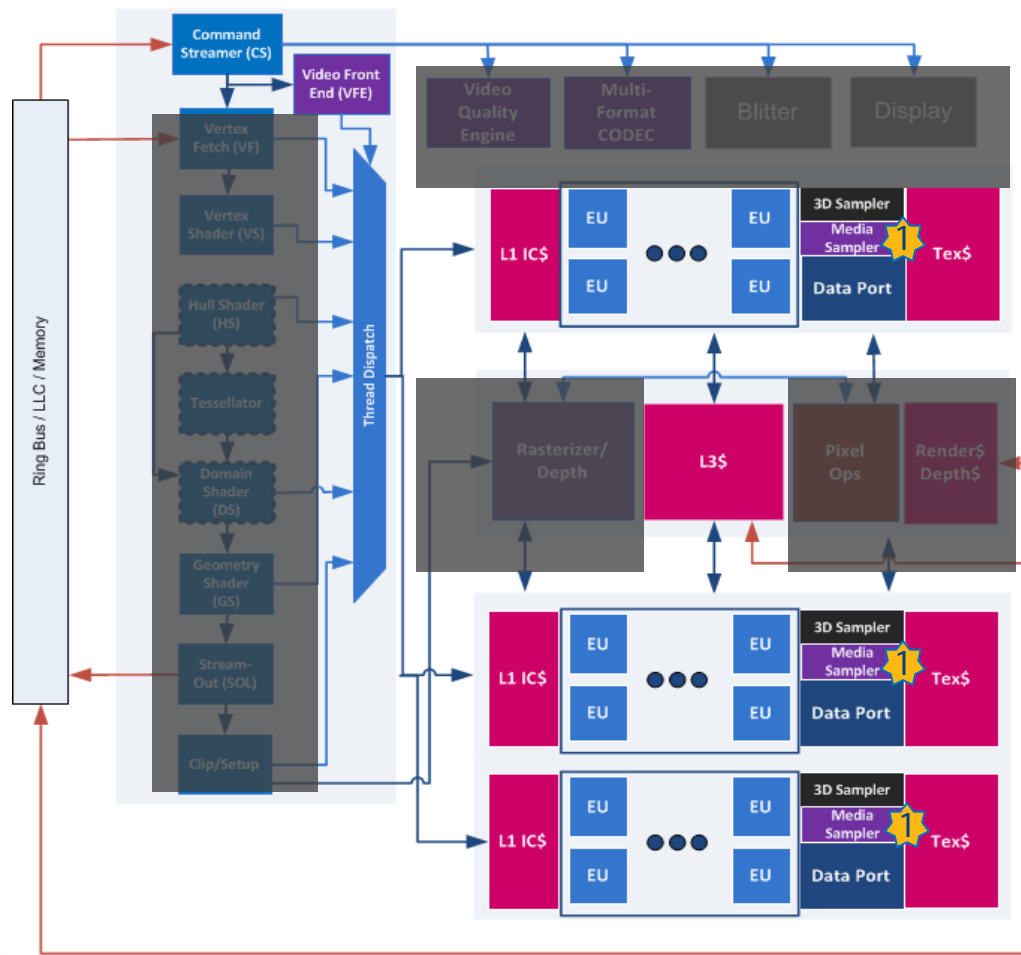 Command
Streamer (CS)
Video Front
End (VFE)
Video
Quality
Engine
Multi-
Format
CODEC
Blitter
Display
Vertex
Fetch (VF)
Vertex
Shader (VS)
Hull Shader
(HS)
Tessellator
Domain
Shader
(DS)
Geometry
Shader
(GS)
Stream-
Out (SOL)
Clip/Setup
Ring Bus / LLC / Memory
Thread Dispatch
L1 IC$
EU
EU
EU
EU
3D Sampler
Media
Sampler
1
Data Port
Tex$
Rasterizer/
Depth
L3$
Pixel
Ops
Render$
Depth$
L1 IC$
EU
EU
EU
EU
3D Sampler
Media
Sampler
1
Data Port
Tex$
L1 IC$
EU
EU
EU
EU
3D Sampler
Media
Sampler
1
Data Port
Tex$